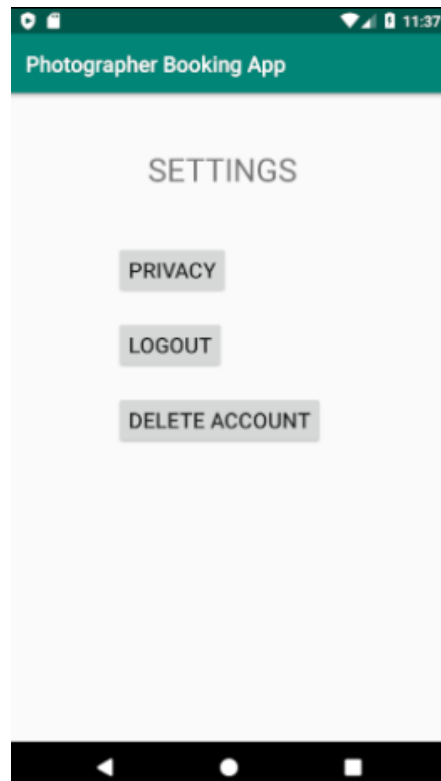 11:37
Photographer Booking App
SETTINGS
PRIVACY
LOGOUT
DELETE ACCOUNT